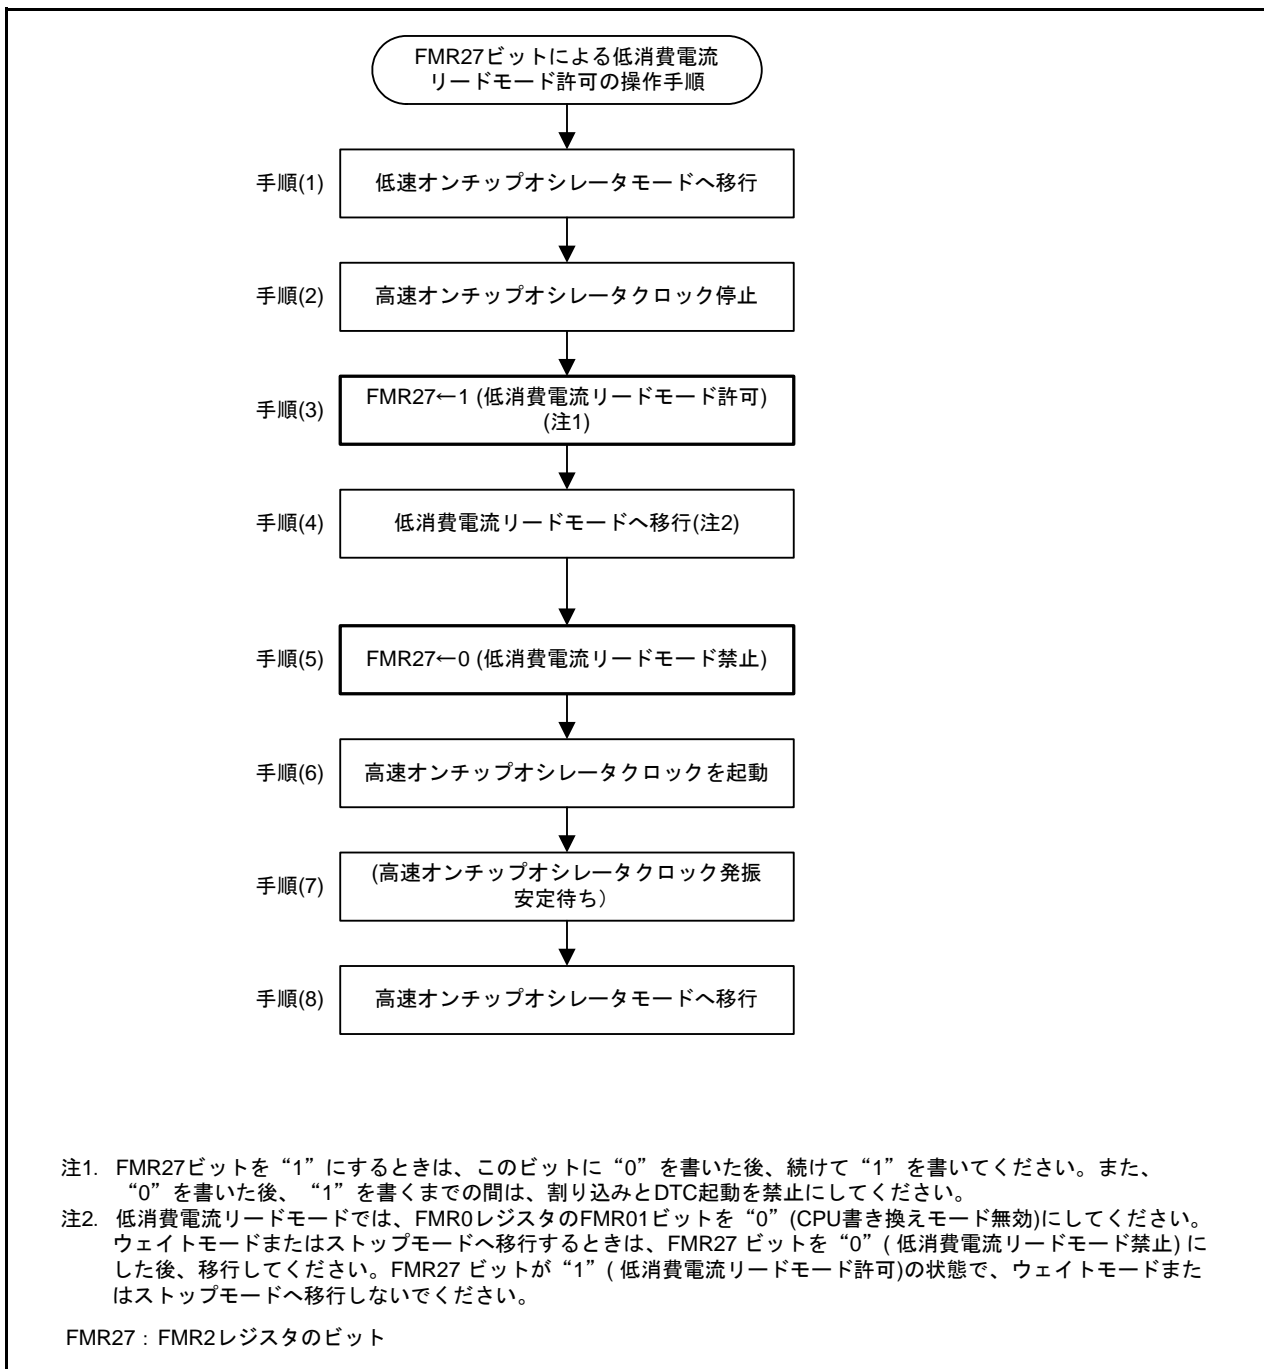 FMR27ビットによる低消費電流
リードモード許可の操作手順
手順(1) 低速オンチップオシレータモードへ移行
手順(2) 高速オンチップオシレータクロック停止
手順(3) FMR27←1 (低消費電流リードモード許可)
(注1)
手順(4) 低消費電流リードモードへ移行(注2)
手順(5) FMR27←0 (低消費電流リードモード禁止)
手順(6) 高速オンチップオシレータクロックを起動
手順(7) (高速オンチップオシレータクロック発振
安定待ち）
手順(8) 高速オンチップオシレータモードへ移行
注1. FMR27ビットを“1”にするときは、このビットに“0”を書いた後、続けて“1”を書いてください。また、
“0”を書いた後、“1”を書くまでの間は、割り込みとDTC起動を禁止にしてください。
注2. 低消費電流リードモードでは、FMR0レジスタのFMR01ビットを“0”(CPU書き換えモード無効)にしてください。
ウェイトモードまたはストップモードへ移行するときは、FMR27 ビットを“0”( 低消費電流リードモード禁止) に
した後、移行してください。FMR27 ビットが“1”( 低消費電流リードモード許可)の状態で、ウェイトモードまた
はストップモードへ移行しないでください。
FMR27：FMR2レジスタのビット